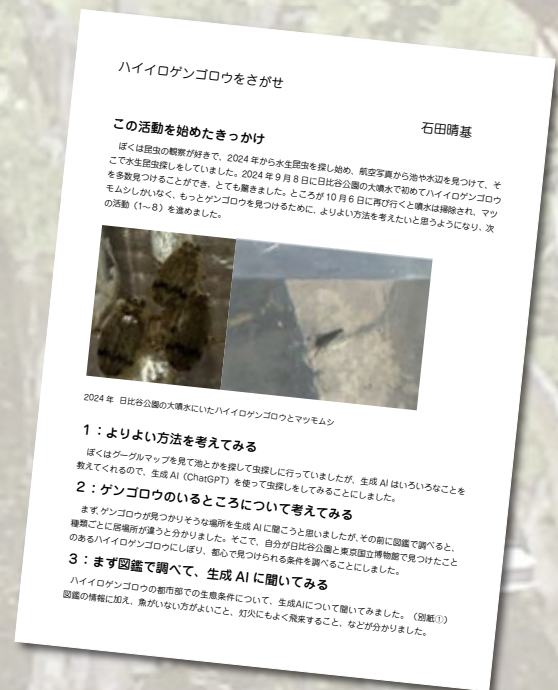 ハイイロゲンゴロウをさがせ
石田晴基
この活動を始めたきっかけ
ぼくは昆虫の観察が好きで、2024年から水生昆虫を探し始め、航空写真から池や水辺を見つけて、そ
こで水生昆虫探しをしていました。2024年9月8日に日比谷公園の大噴水で初めてハイイロゲンゴロウ
を多数見つけることができ、とても驚きました。ところが10月6日に再び行くと噴水は掃除され、マツ
モムシしかいなく、もっとゲンゴロウを見つけるために、よりよい方法を考えたいと思うようになり、次
の活動（1～8）を進めました。
2024年 日比谷公園の大噴水にいたハイイロゲンゴロウとマツモムシ
1：よりよい方法を考えてみる
ぼくはグーグルマップを見て池とかを探して虫探しに行っていましたが、生成AIはいろいろなことを
教えてくれるので、生成AI（ChatGPT）を使って虫探しをしてみることにしました。
2：ゲンゴロウのいるところについて考えてみる
まず,ゲンゴロウが見つかりそうな場所を生成AIに聞こうと思いましたが,その前に図鑑で調べると、
種類ごとに居場所が違うと分かりました。そこで、自分が日比谷公園と東京国立博物館で見つけたこと
のあるハイイロゲンゴロウにしぼり、都心で見つけられる条件を調べることにしました。
3：まず図鑑で調べて、生成AIに聞いてみる
ハイイロゲンゴロウの都市部での生息条件について、生成AIについて聞いてみました。（別紙①）
図鑑の情報に加え、魚がいない方がよいこと、灯火にもよく飛来すること、などが分かりました。